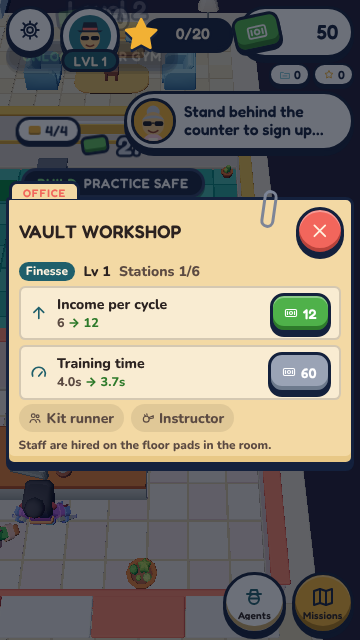 LVL 1
0/20
50
0
0
GYM
Stand behind the
counter to sign up...
4/4
PRACTICE SAFE
OFFICE
VAULT WORKSHOP
Finesse Lv 1 Stations 1/6
Income per cycle
6 → 12
12
Training time
4.0s → 3.7s
60
Kit runner Instructor
Staff are hired on the floor pads in the room.
Agents
Missions